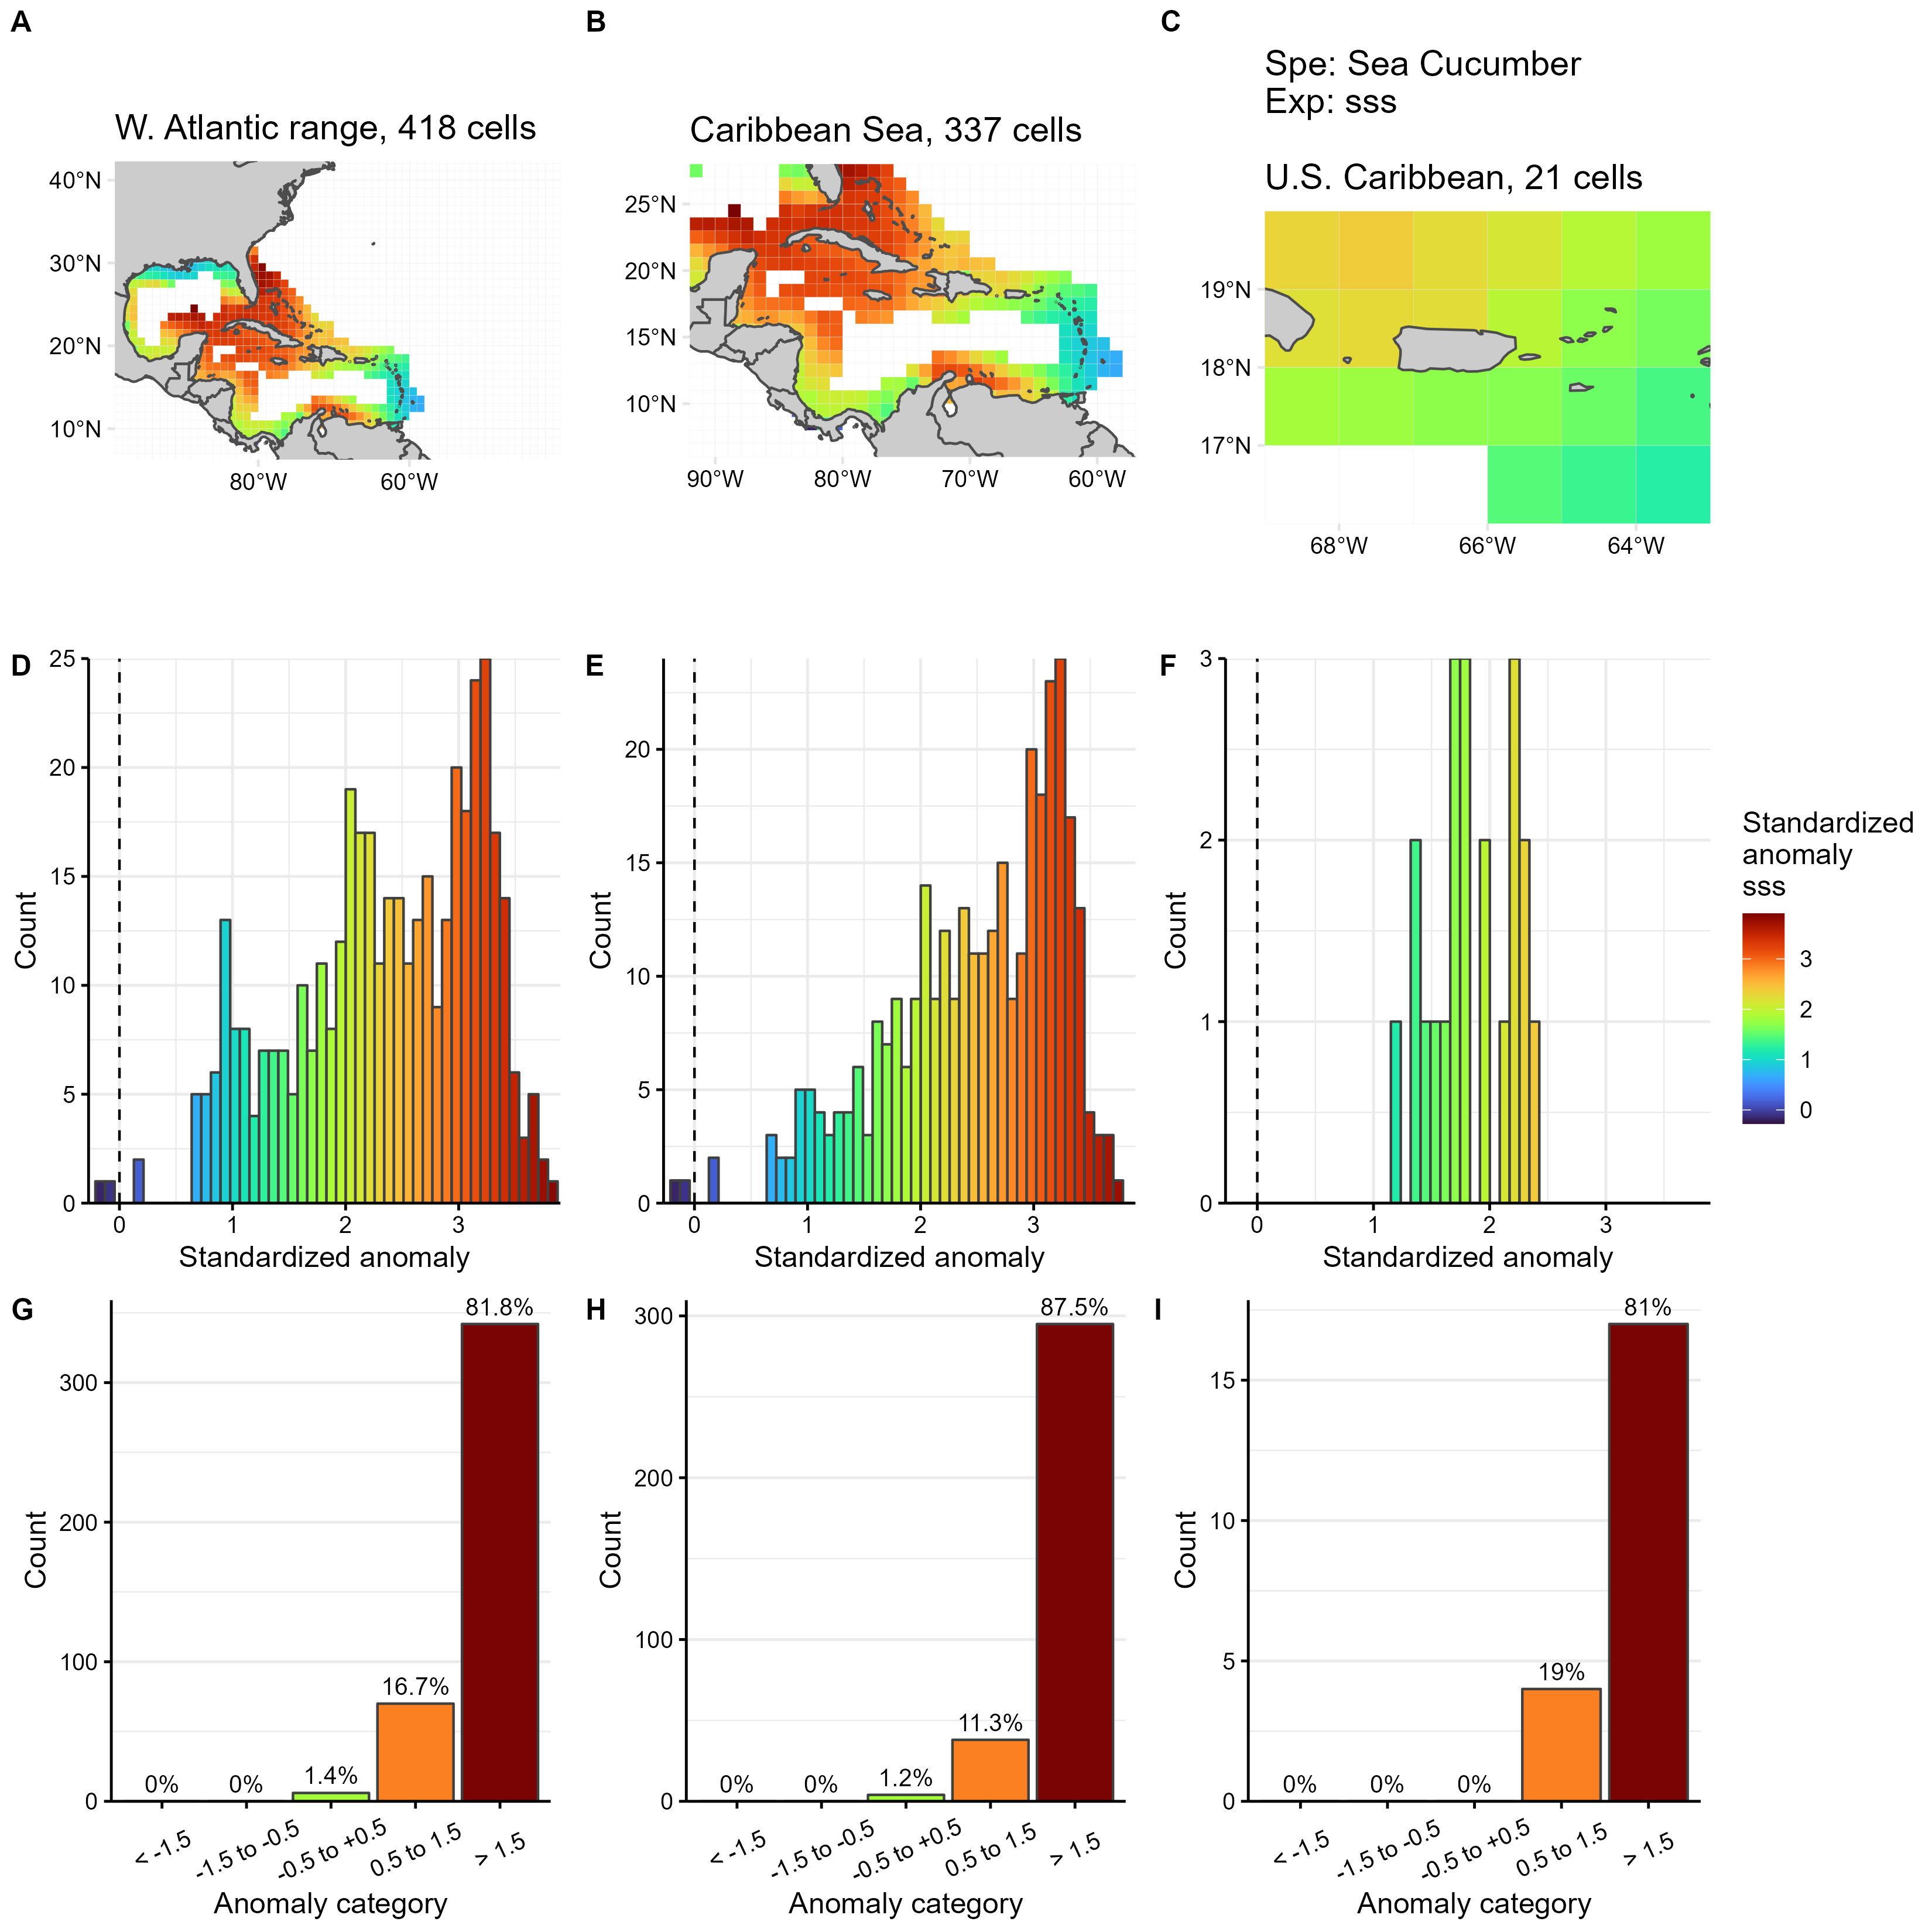 A
B
C
Spe: Sea Cucumber
Exp: sss
W. Atlantic range, 418 cells
Caribbean Sea, 337 cells
U.S. Caribbean, 21 cells
40°N
30°N
20°N
10°N
80°W
60°W
25°N
20°N
15°N
10°N
90°W
80°W
70°W
60°W
19°N
18°N
17°N
68°W
66°W
64°W
D
25
20
15
10
5
0
Count
0
1
2
3
Standardized anomaly
E
20
15
10
5
0
Count
0
1
2
3
Standardized anomaly
F
3
2
1
0
Count
0
1
2
3
Standardized anomaly
Standardized
anomaly
sss
3
2
1
0
G
300
200
100
0
Count
0%
0%
1.4%
16.7%
81.8%
< -1.5
-1.5 to -0.5
-0.5 to +0.5
0.5 to 1.5
> 1.5
Anomaly category
H
300
200
100
0
Count
0%
0%
1.2%
11.3%
87.5%
< -1.5
-1.5 to -0.5
-0.5 to +0.5
0.5 to 1.5
> 1.5
Anomaly category
I
15
10
5
0
Count
0%
0%
0%
19%
81%
< -1.5
-1.5 to -0.5
-0.5 to +0.5
0.5 to 1.5
> 1.5
Anomaly category